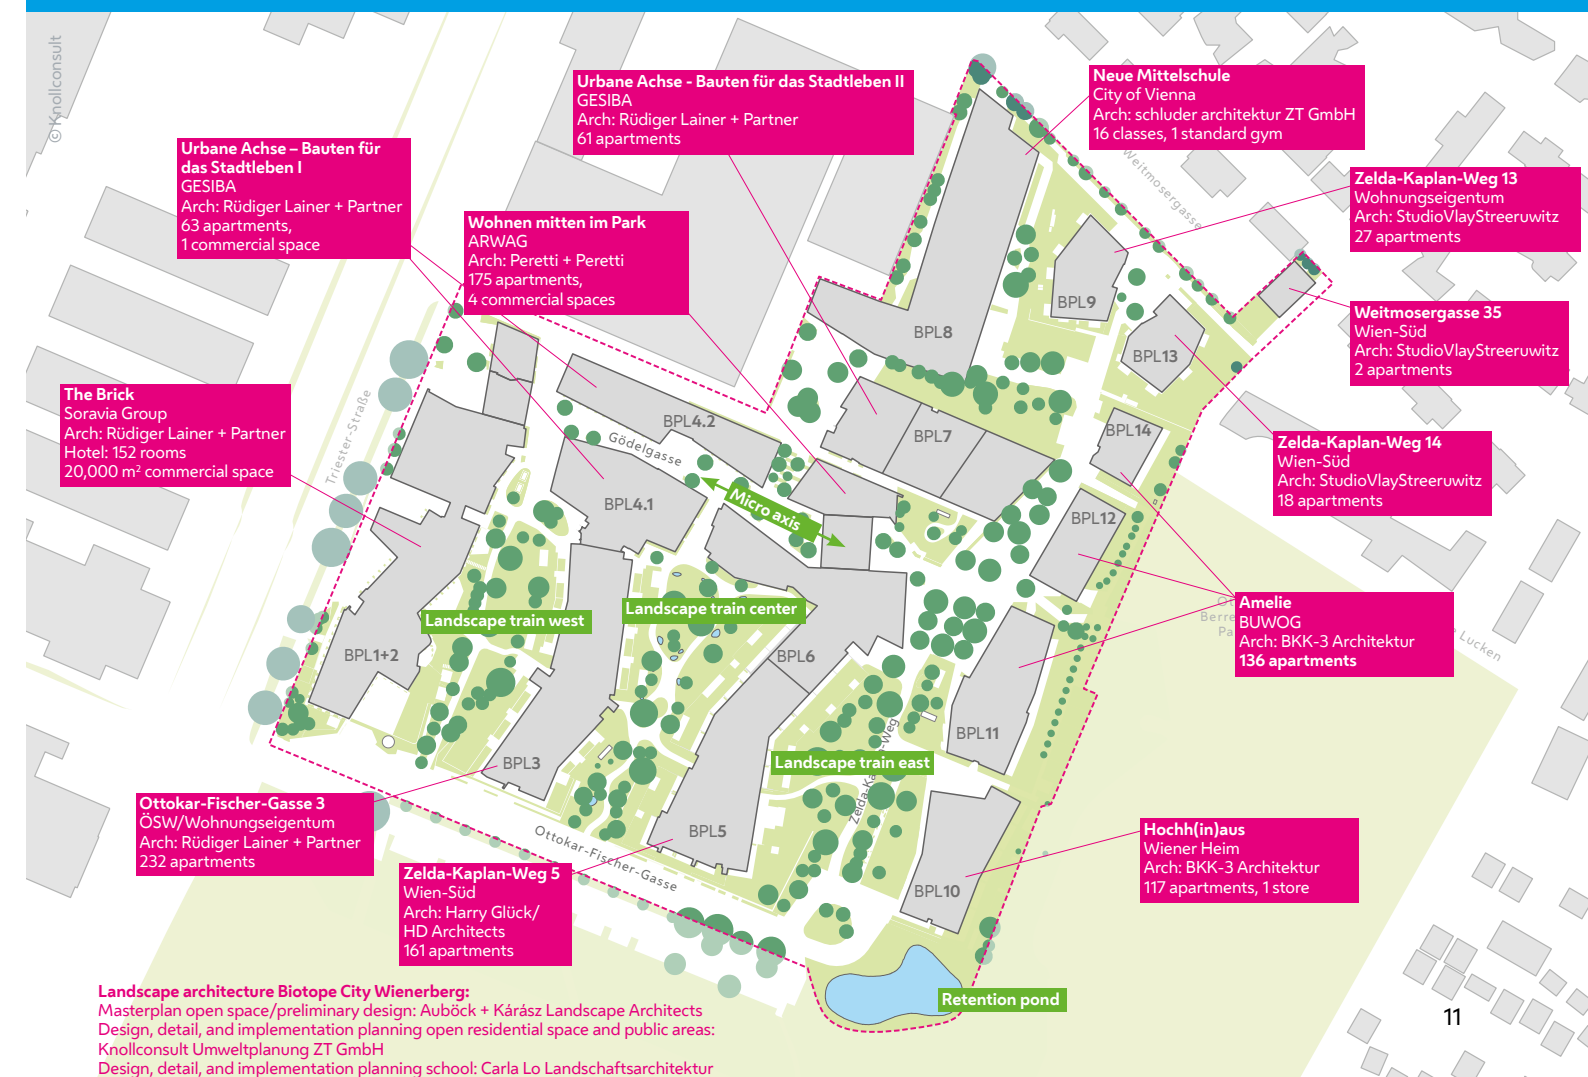 © Knollconsult
Urbane Achse – Bauten für
das Stadtleben I
GESIBA
Arch: Rüdiger Lainer + Partner
63 apartments,
1 commercial space
Urbane Achse - Bauten für das Stadtleben II
GESIBA
Arch: Rüdiger Lainer + Partner
61 apartments
Neue Mittelschule
City of Vienna
Arch: schluder architektur ZT GmbH
16 classes, 1 standard gym
Wohnen mitten im Park
ARWAG
Arch: Peretti + Peretti
175 apartments,
4 commercial spaces
Zelda-Kaplan-Weg 13
Wohnungseigentum
Arch: StudioVlayStreeruwitz
27 apartments
Weitmosergasse
Weitmosergasse 35
Wien-Süd
Arch: StudioVlayStreeruwitz
2 apartments
The Brick
Soravia Group
Arch: Rüdiger Lainer + Partner
Hotel: 152 rooms
20,000 m² commercial space
Triester-Straße
Zelda-Kaplan-Weg 14
Wien-Süd
Arch: StudioVlayStreeruwitz
18 apartments
BPL9
BPL8
BPL13
BPL4.2
BPL7
BPL14
Gödelgasse
BPL4.1
Micro axis
BPL12
Landscape train west
Landscape train center
Amelie
BUWOG
Arch: BKK-3 Architektur
136 apartments
Berre
Pa
Lucken
BPL1+2
BPL6
BPL11
BPL3
Landscape train east
Zelda-Ka
-Weg
Ottokar-Fischer-Gasse 3
ÖSW/Wohnungseigentum
Arch: Rüdiger Lainer + Partner
232 apartments
BPL5
Ottokar-Fischer-Gasse
Hochh(in)aus
Wiener Heim
Arch: BKK-3 Architektur
117 apartments, 1 store
BPL10
Zelda-Kaplan-Weg 5
Wien-Süd
Arch: Harry Glück/
HD Architects
161 apartments
Retention pond
Landscape architecture Biotope City Wienerberg:
Masterplan open space/preliminary design: Auböck + Kárász Landscape Architects
Design, detail, and implementation planning open residential space and public areas:
Knollconsult Umweltplanung ZT GmbH
Design, detail, and implementation planning school: Carla Lo Landschaftsarchitektur
11